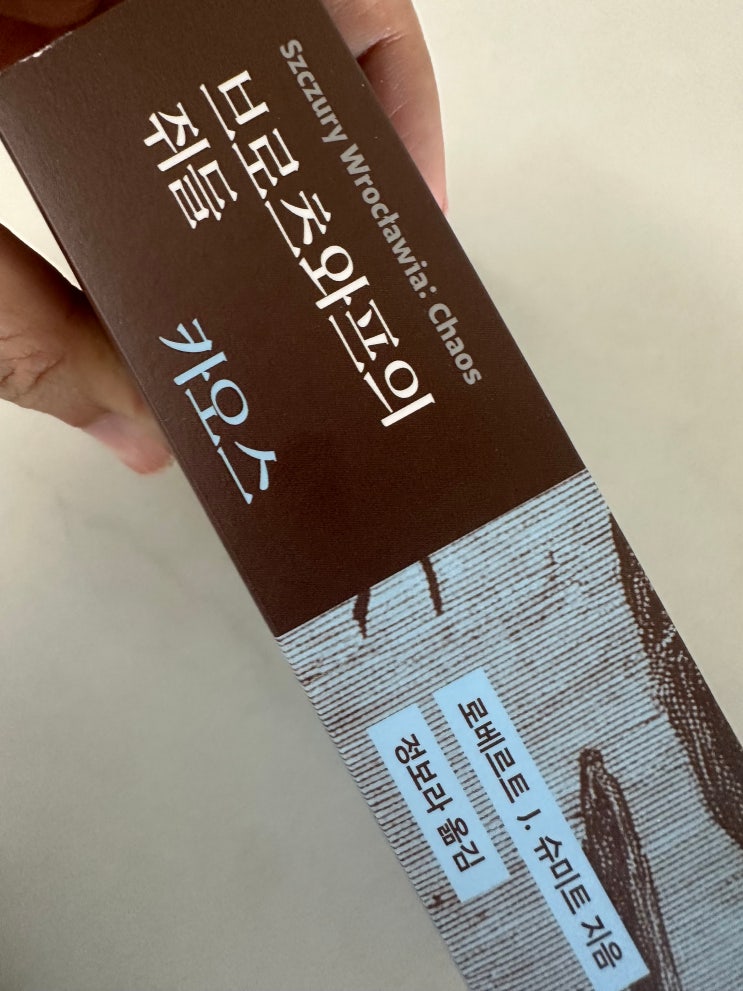 Szczury Wrocławia: Chaos
브로츠와프의
쥐들
카오스
로베르트 J. 슈미트 지음
정보라 옮김